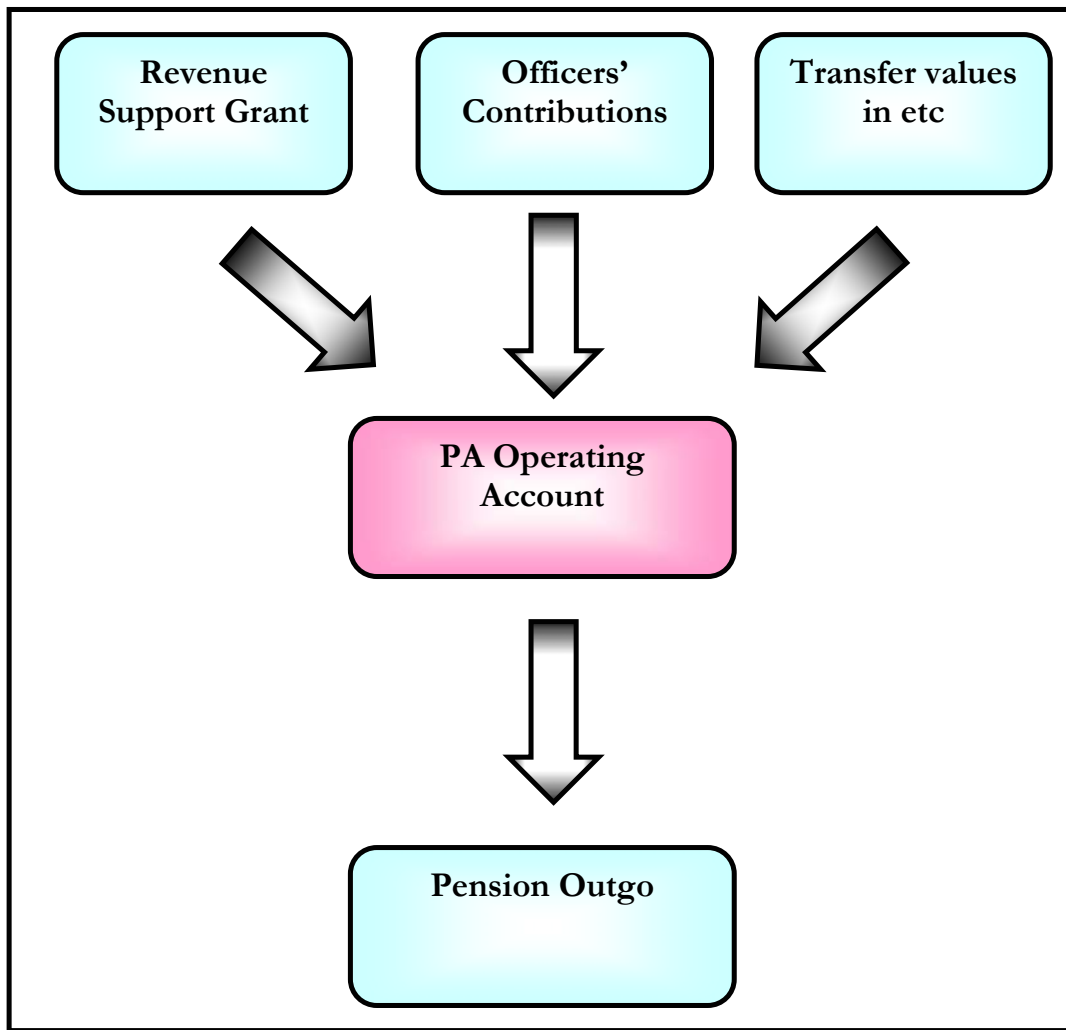 Revenue
Support Grant
Officers’
Contributions
Transfer values
in etc
PA Operating
Account
Pension Outgo